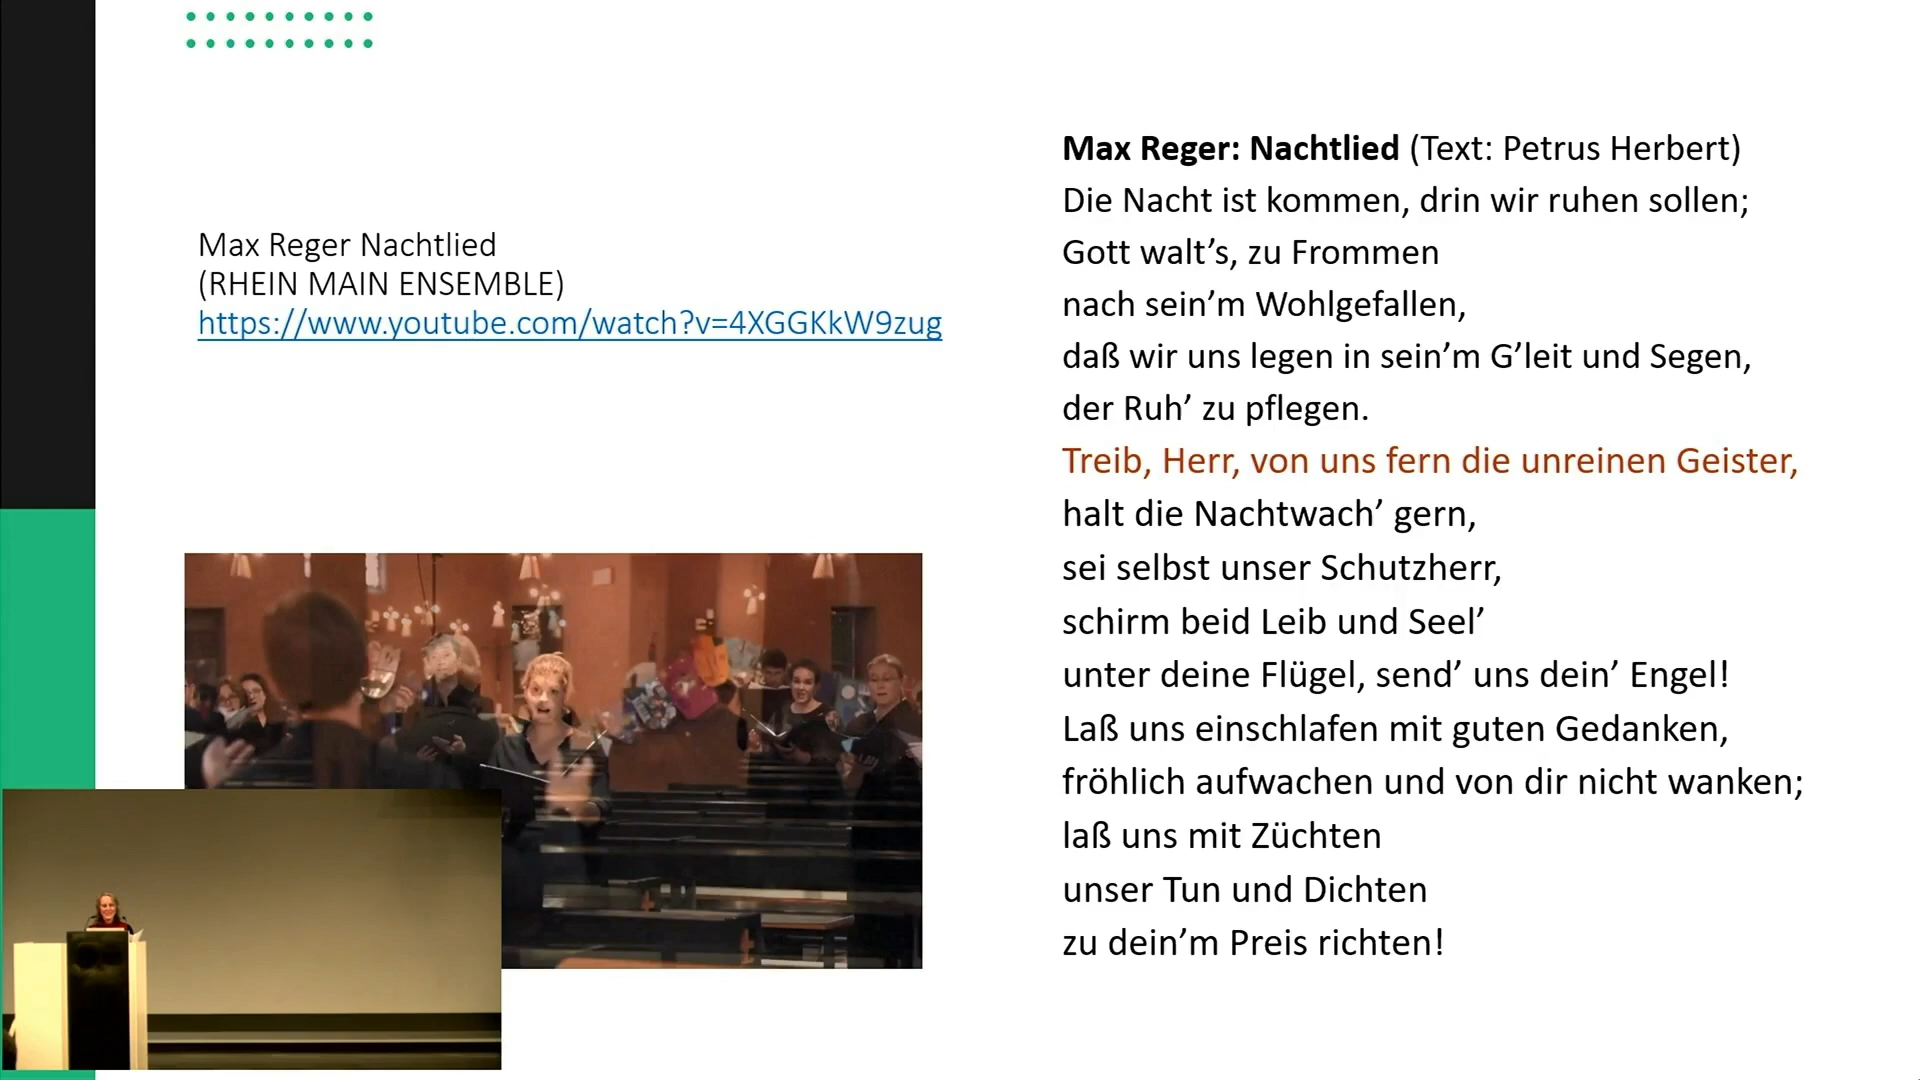 Max Reger Nachtlied
(RHEIN MAIN ENSEMBLE)
https://www.youtube.com/watch?v=4XGGKkW9zug
Max Reger: Nachtlied (Text: Petrus Herbert)
Die Nacht ist kommen, drin wir ruhen sollen;
Gott walt’s, zu Frommen
nach sein’m Wohlgefallen,
daß wir uns legen in sein’m G’leit und Segen,
der Ruh’ zu pflegen.
Treib, Herr, von uns fern die unreinen Geister,
halt die Nachtwach’ gern,
sei selbst unser Schutzherr,
schirm beid Leib und Seel’
unter deine Flügel, send’ uns dein’ Engel!
Laß uns einschlafen mit guten Gedanken,
fröhlich aufwachen und von dir nicht wanken;
laß uns mit Züchten
unser Tun und Dichten
zu dein’m Preis richten!